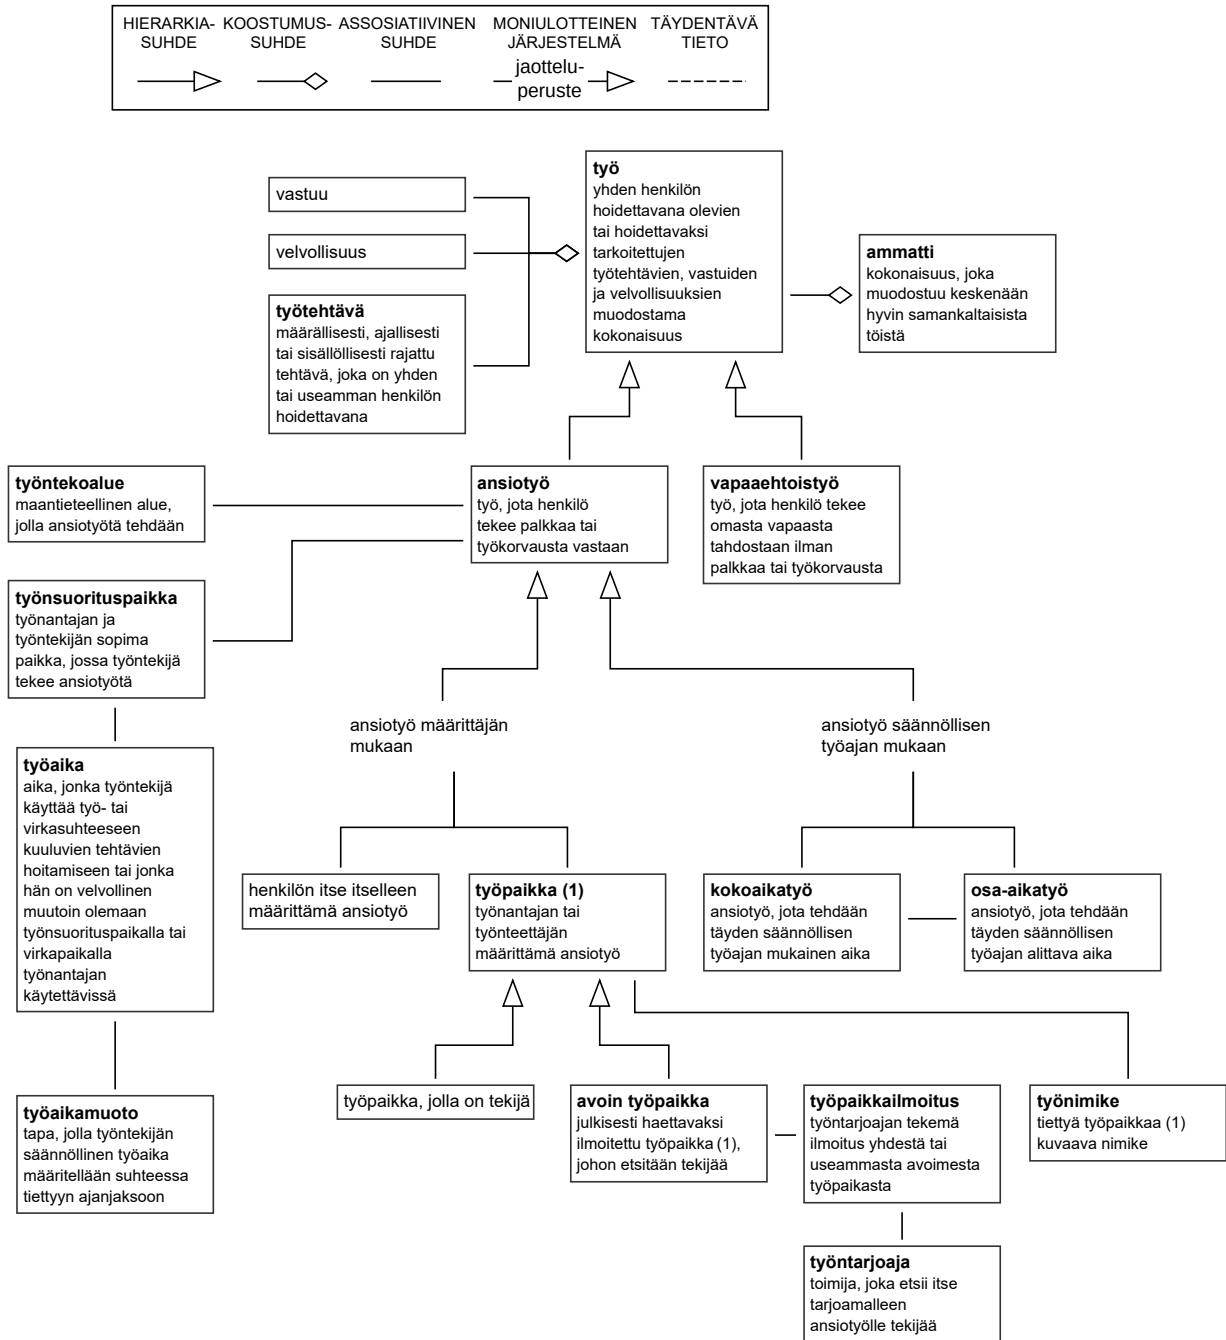 HIERARKIA-
SUHDE
KOOSTUMUS-
SUHDE
ASSOSIATIIVINEN
SUHDE
MONIULOTTEINEN
JÄRJESTELMÄ
TÄYDENTÄVÄ
TIETO
jaottelu-
peruste
työ
yhden henkilön
hoidettavana olevien
tai hoidettavaksi
tarkoitettujen
työtehtävien, vastuiden
ja velvollisuuksien
muodostama
kokonaisuus
vastuu
velvollisuus
työtehtävä
määrällisesti, ajallisesti
tai sisällöllisesti rajattu
tehtävä, joka on yhden
tai useamman henkilön
hoidettavana
ammatti
kokonaisuus, joka
muodostuu keskenään
hyvin samankaltaisista
töistä
työntekoalue
maantieteellinen alue,
jolla ansiotyötä tehdään
ansiotyö
työ, jota henkilö
tekee palkkaa tai
työkorvausta vastaan
vapaaehtoistyö
työ, jota henkilö tekee
omasta vapaasta
tahdostaan ilman
palkkaa tai työkorvausta
työnsuorituspaikka
työnantajan ja
työntekijän sopima
paikka, jossa työntekijä
tekee ansiotyötä
ansiotyö määrittäjän
mukaan
ansiotyö säännöllisen
työajan mukaan
työaika
aika, jonka työntekijä
käyttää työ- tai
virkasuhteeseen
kuuluvien tehtävien
hoitamiseen tai jonka
hän on velvollinen
muutoin olemaan
työnsuorituspaikalla tai
virkapaikalla
työnantajan
käytettävissä
henkilön itse itselleen
määrittämä ansiotyö
työpaikka (1)
työnantajan tai
työnteettäjän
määrittämä ansiotyö
kokoaikatyö
ansiotyö, jota tehdään
täyden säännöllisen
työajan mukainen aika
osa-aikatyö
ansiotyö, jota tehdään
täyden säännöllisen
työajan alittava aika
työaikamuoto
tapa, jolla työntekijän
säännöllinen työaika
määritellään suhteessa
tiettyyn ajanjaksoon
työpaikka, jolla on tekijä
avoin työpaikka
julkisesti haettavaksi
ilmoitettu työpaikka (1),
johon etsitään tekijää
työpaikkailmoitus
työntarjoajan tekemä
ilmoitus yhdestä tai
useammasta avoimesta
työpaikasta
työnimike
tiettyä työpaikkaa (1)
kuvaava nimike
työntarjoaja
toimija, joka etsii itse
tarjoamalleen
ansiotyölle tekijää